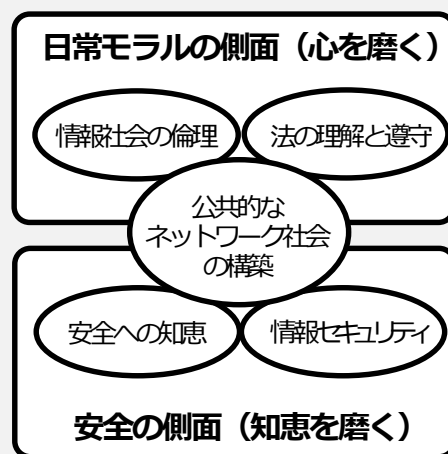 日常モラルの側面（心を磨く）
情報社会の倫理
法の理解と遵守
公共的な
ネットワーク社会
の構築
安全への知恵
情報セキュリティ
安全の側面（知恵を磨く）